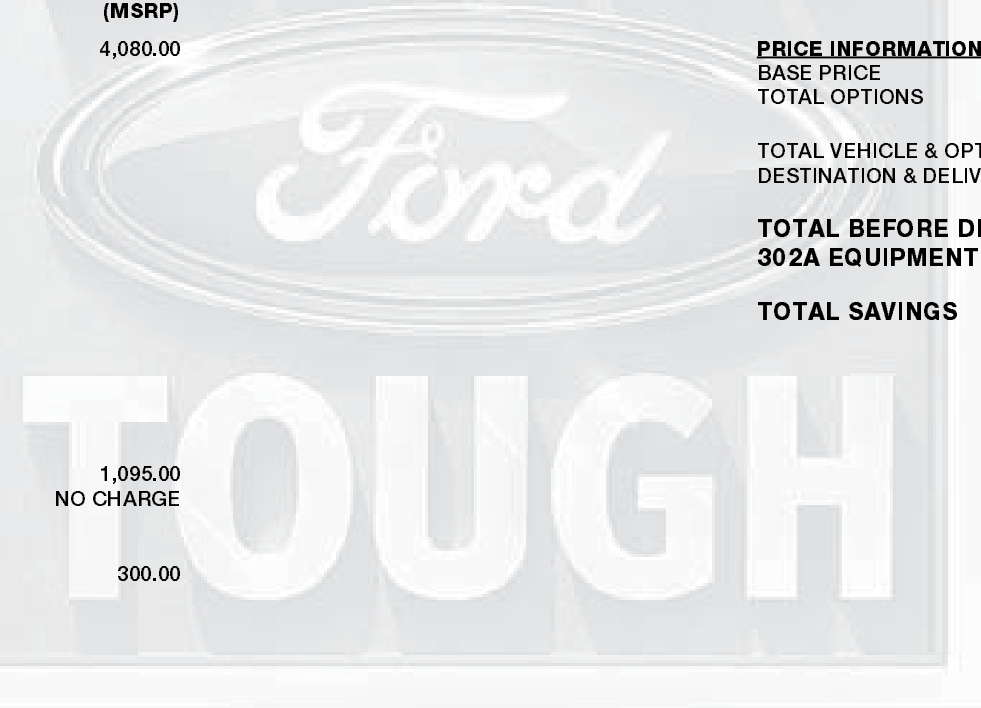 (MSRP)
4,080.00
PRICE INFORMATION
BASE PRICE
TOTAL OPTIONS
TOTAL VEHICLE & OPT
DESTINATION & DELIV
TOTAL BEFORE DI
302A EQUIPMENT
TOTAL SAVINGS
Ford
TOUGH
1,095.00
NO CHARGE
300.00